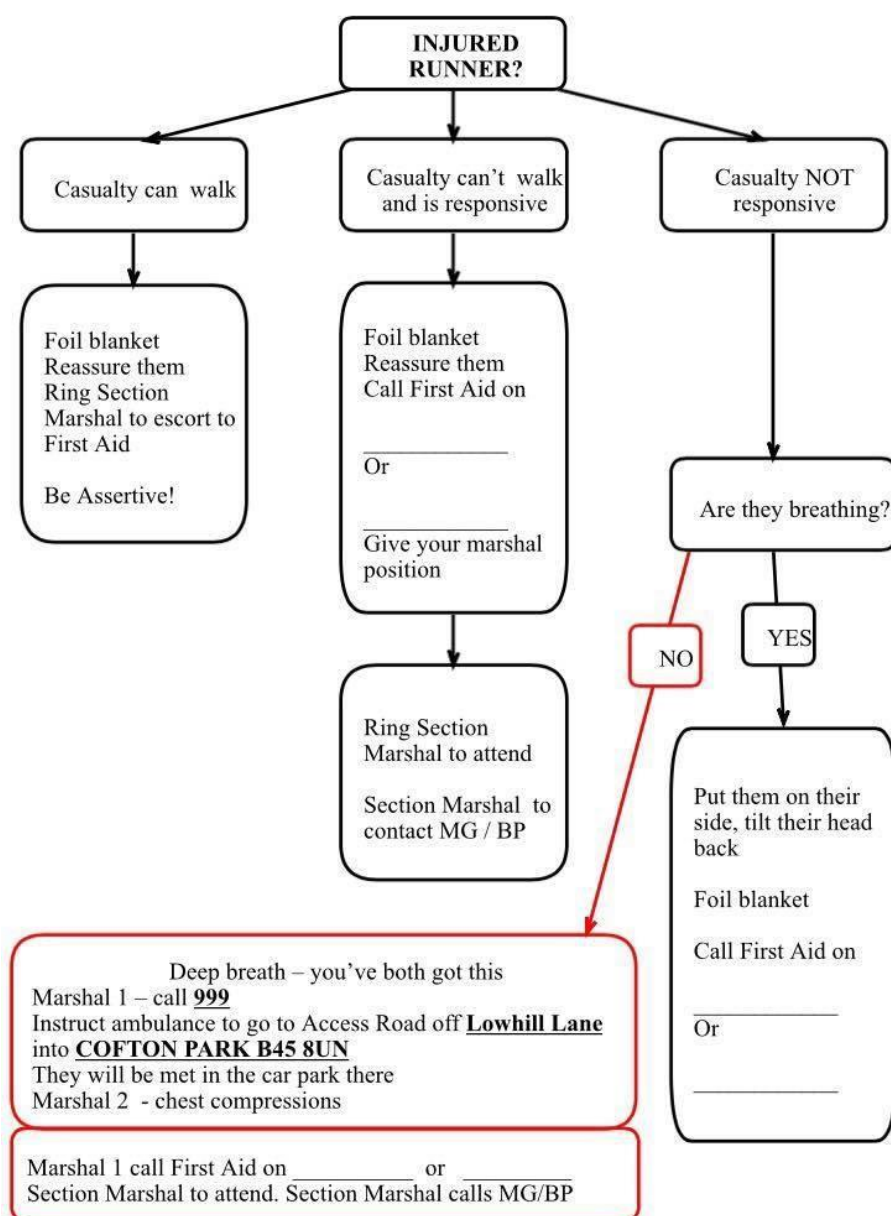 INJURED
RUNNER?
Casualty can walk
Casualty can't walk
and is responsive
Casualty NOT
responsive
Foil blanket
Reassure them
Ring Section
Marshal to escort to
First Aid
Be Assertive!
Foil blanket
Reassure them
Call First Aid on
____________
Or
____________
Give your marshal
position
Are they breathing?
NO
YES
Ring Section
Marshal to attend
Section Marshal to
contact MG / BP
Put them on their
side, tilt their head
back
Foil blanket
Call First Aid on
____________
Or
____________
Deep breath – you've both got this
Marshal 1 – call 999
Instruct ambulance to go to Access Road off Lowhill Lane
into COFTON PARK B45 8UN
They will be met in the car park there
Marshal 2 - chest compressions
Marshal 1 call First Aid on __________ or _________
Section Marshal to attend. Section Marshal calls MG/BP